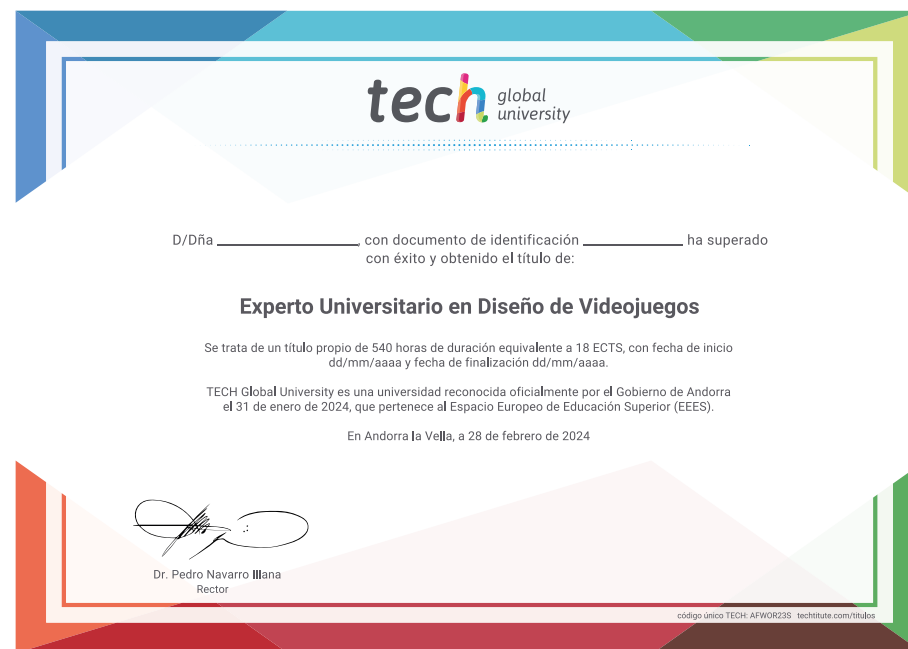 tech global
university
D/Dña ______________, con documento de identificación __________ ha superado
con éxito y obtenido el título de:
Experto Universitario en Diseño de Videojuegos
Se trata de un título propio de 540 horas de duración equivalente a 18 ECTS, con fecha de inicio
dd/mm/aaaa y fecha de finalización dd/mm/aaaa.
TECH Global University es una universidad reconocida oficialmente por el Gobierno de Andorra
el 31 de enero de 2024, que pertenece al Espacio Europeo de Educación Superior (EEES).
En Andorra la Vella, a 28 de febrero de 2024
Dr. Pedro Navarro Illana
Rector
código único TECH: AFWOR23S techtitute.com/titulos